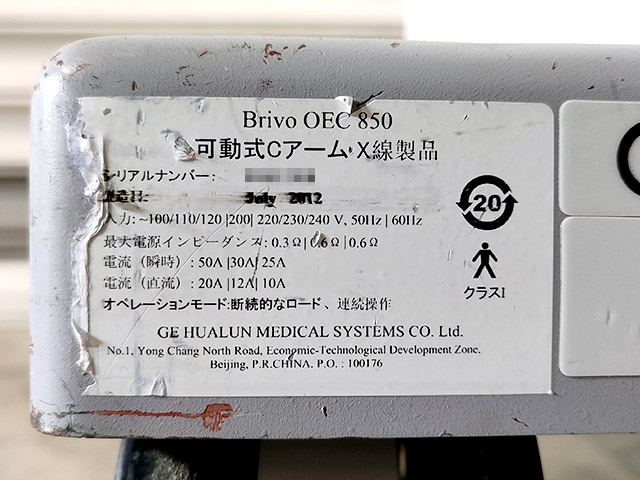 Brivo OEC 850
可動式Cアーム X線製品
シリアルナンバー:
製造日: July 2012
入力: ~100/110/120 |200| 220/230/240 V, 50Hz | 60Hz
最大電源インピーダンス: 0.3Ω| 0.6Ω | 0.6Ω
電流（瞬時）: 50A |30A| 25A
電流（直流）: 20A |12A| 10A
オペレーションモード:断続的なロード、連続操作
20
クラスI
GE HUALUN MEDICAL SYSTEMS CO. Ltd.
No.1, Yong Chang North Road, Economic-Technological Development Zone.
Beijing, P.R.CHINA. P.O. : 100176